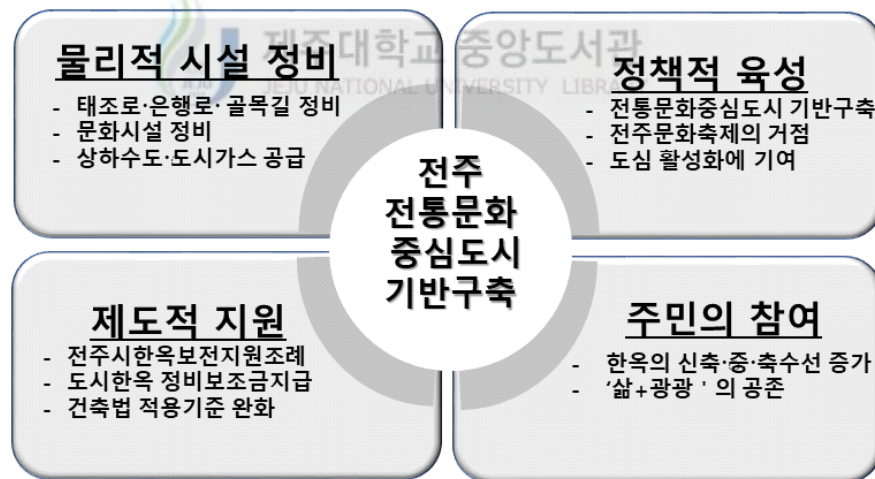 제주대학교 중앙도서관
JEJU NATIONAL UNIVERSITY LIBRA
물리적 시설 정비
- 태조로·은행로· 골목길 정비
- 문화시설 정비
- 상하수도·도시가스 공급
정책적 육성
- 전통문화중심도시 기반구축
- 전주문화축제의 거점
- 도심 활성화에 기여
전주
전통문화
중심도시
기반구축
제도적 지원
- 전주시한옥보전지원조례
- 도시한옥 정비보조금지급
- 건축법 적용기준 완화
주민의 참여
- 한옥의 신축·중·축수선 증가
- ‘삶+광광 ' 의 공존